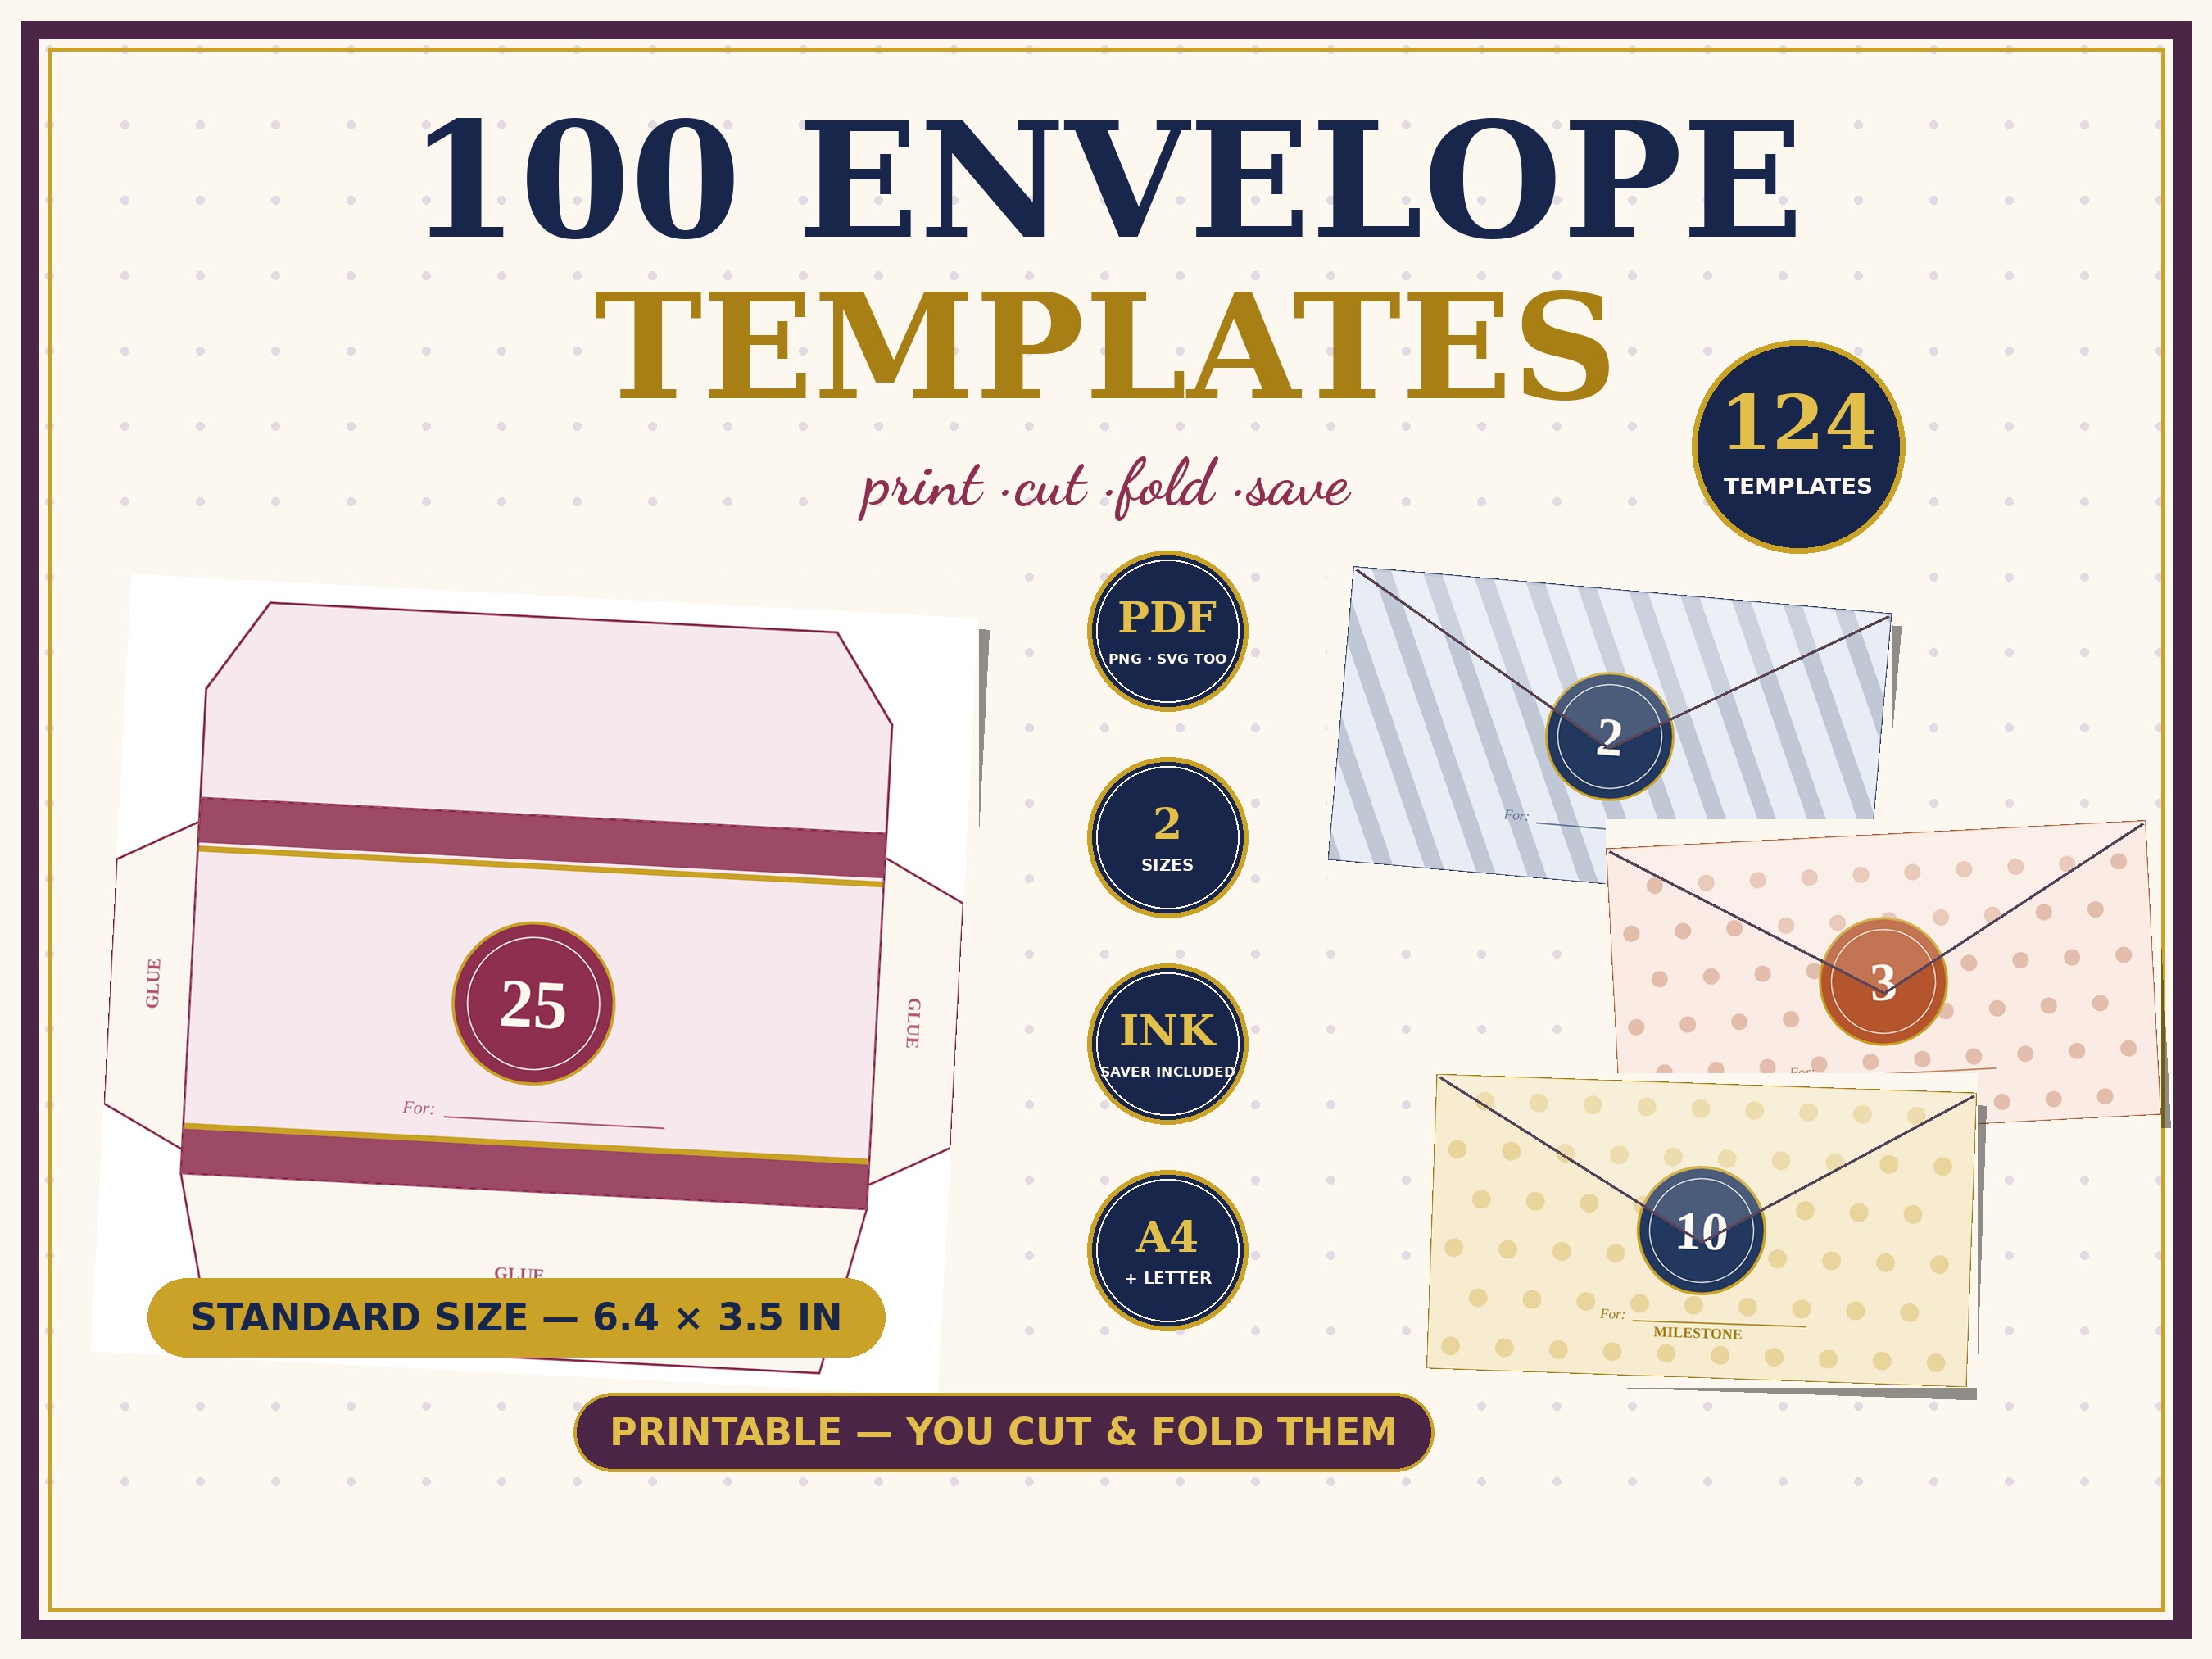 100 ENVELOPE
TEMPLATES
print · cut · fold · save
124
TEMPLATES
PDF
PNG · SVG TOO
2
SIZES
INK
SAVER INCLUDED
A4
+ LETTER
GLUE
25
For:
GLUE
GLUE
STANDARD SIZE — 6.4 × 3.5 IN
2
For:
3
For:
10
For:
MILESTONE
PRINTABLE — YOU CUT & FOLD THEM